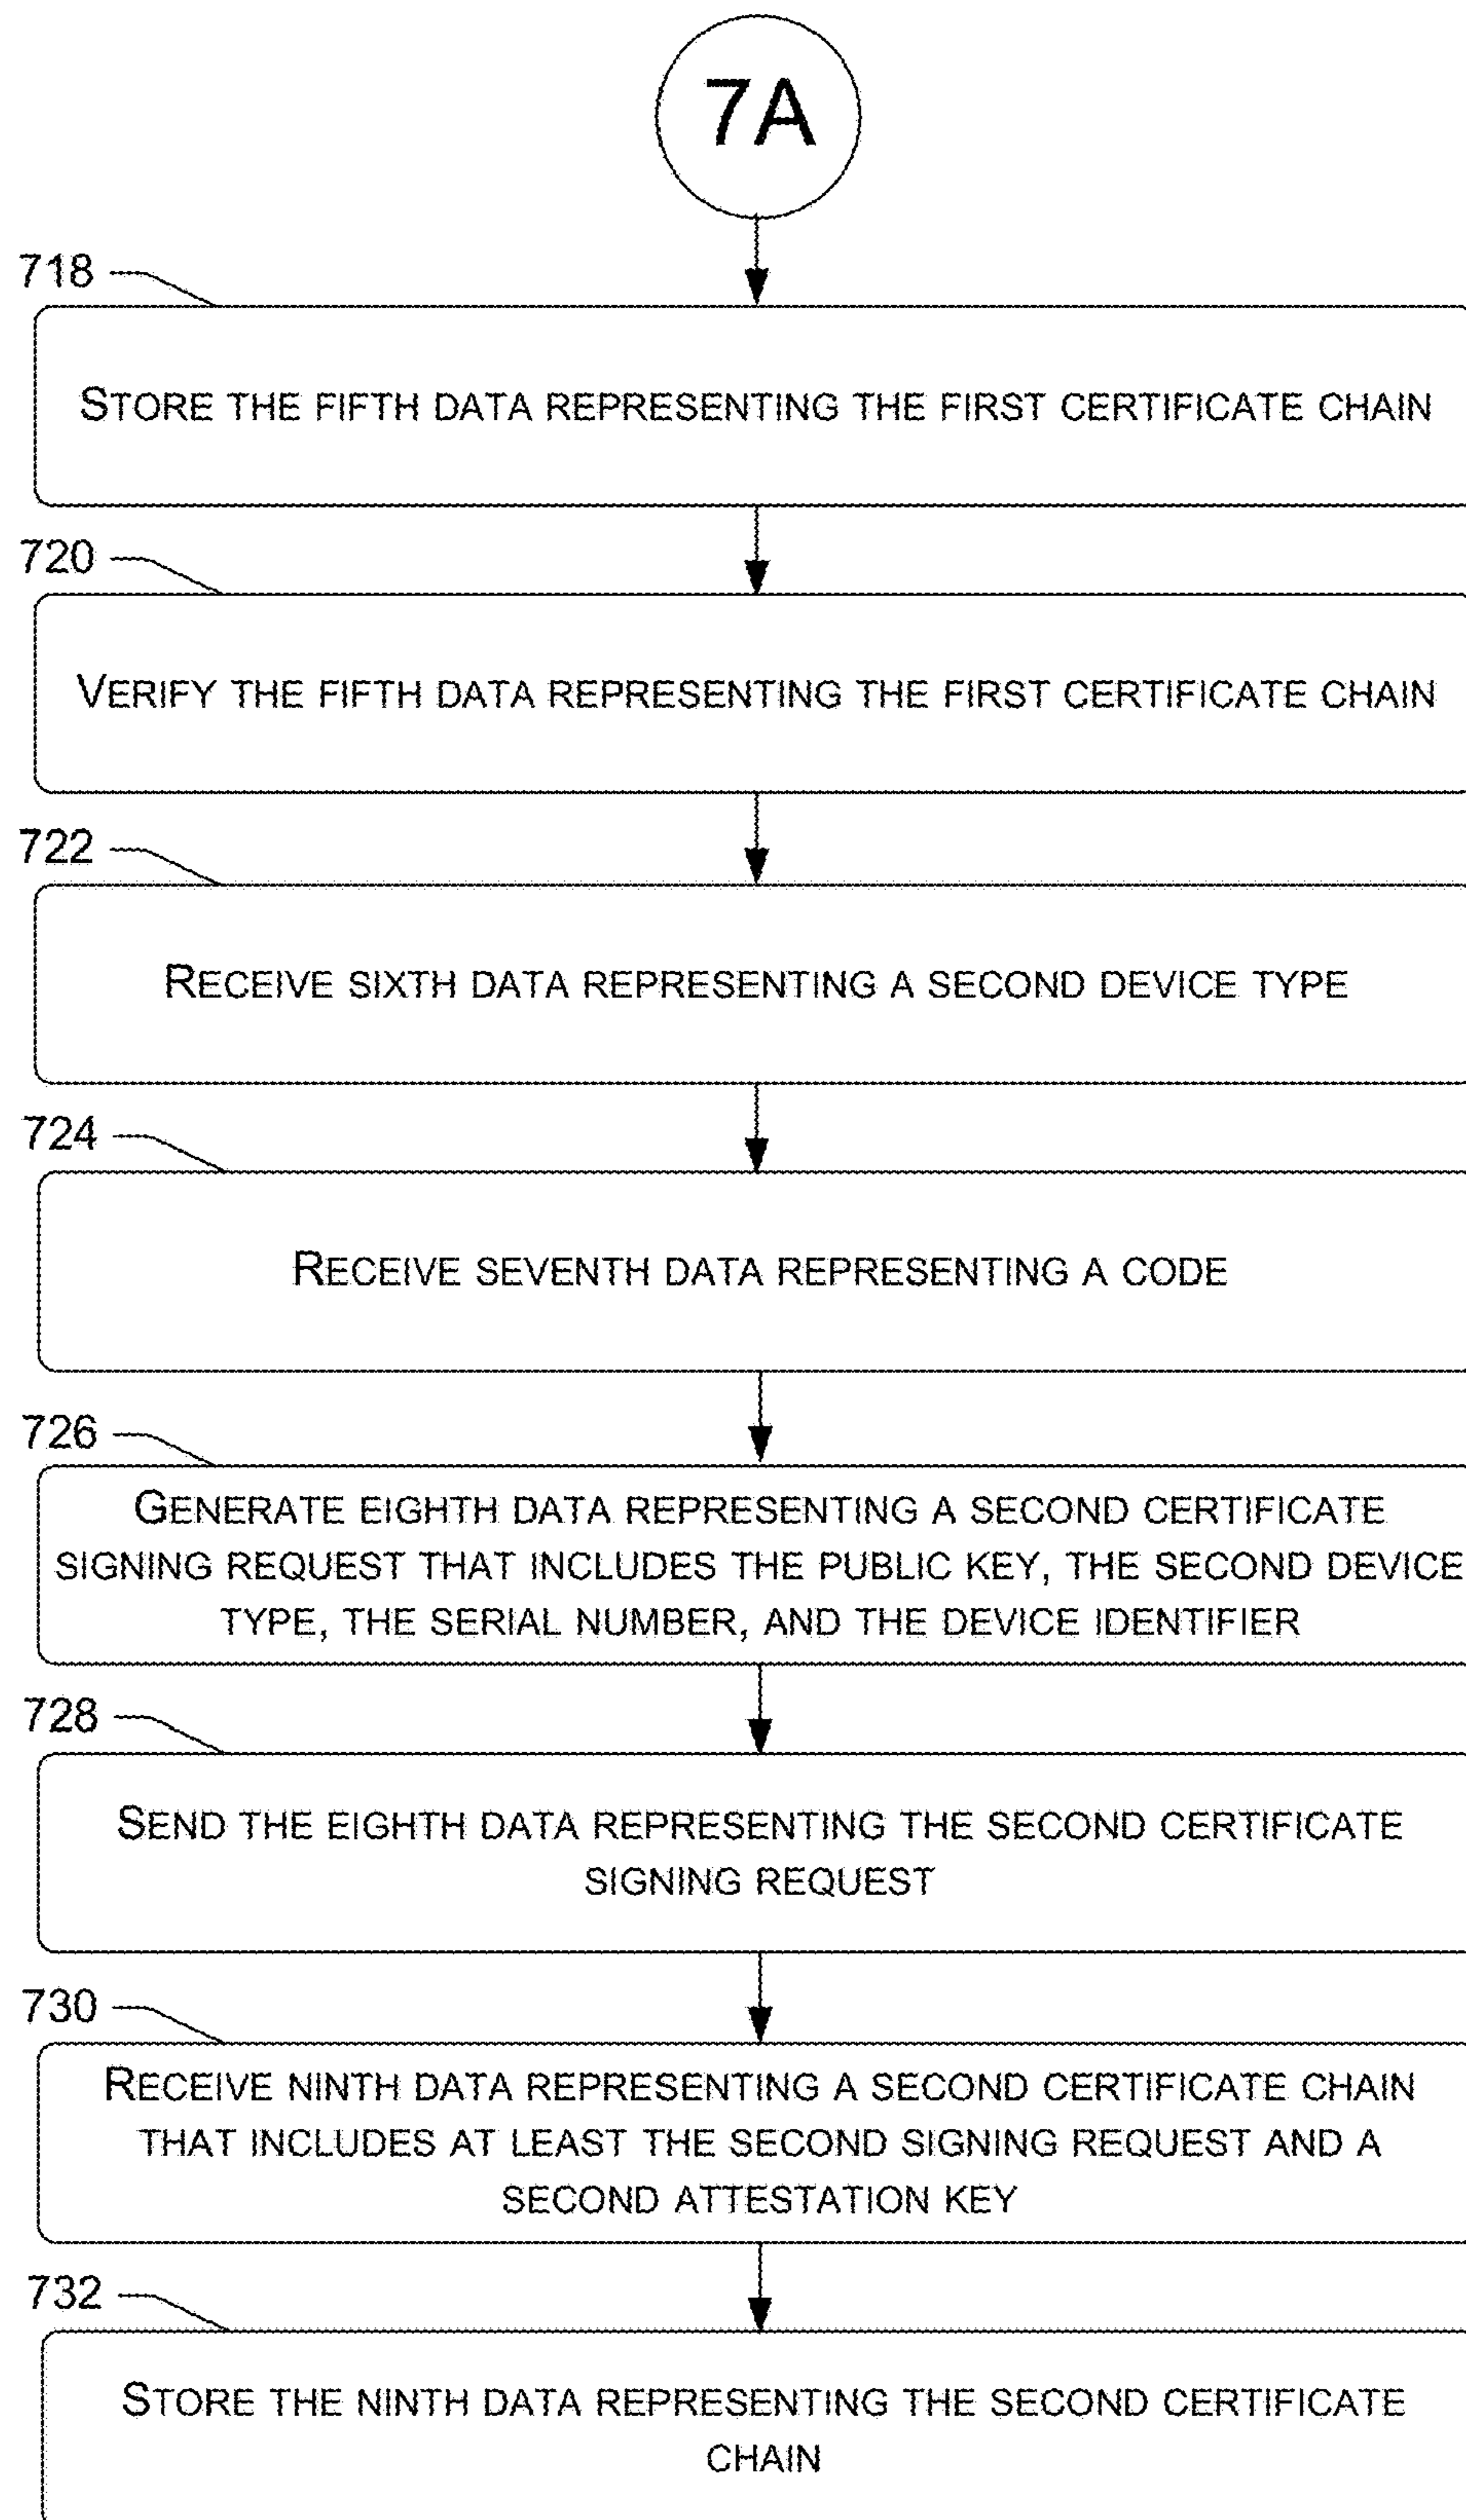 7A
718
STORE THE FIFTH DATA REPRESENTING THE FIRST CERTIFICATE CHAIN
720
VERIFY THE FIFTH DATA REPRESENTING THE FIRST CERTIFICATE CHAIN
722
RECEIVE SIXTH DATA REPRESENTING A SECOND DEVICE TYPE
724
RECEIVE SEVENTH DATA REPRESENTING A CODE
726
GENERATE EIGHTH DATA REPRESENTING A SECOND CERTIFICATE
SIGNING REQUEST THAT INCLUDES THE PUBLIC KEY, THE SECOND DEVICE
TYPE, THE SERIAL NUMBER, AND THE DEVICE IDENTIFIER
728
SEND THE EIGHTH DATA REPRESENTING THE SECOND CERTIFICATE
SIGNING REQUEST
730
RECEIVE NINTH DATA REPRESENTING A SECOND CERTIFICATE CHAIN
THAT INCLUDES AT LEAST THE SECOND SIGNING REQUEST AND A
SECOND ATTESTATION KEY
732
STORE THE NINTH DATA REPRESENTING THE SECOND CERTIFICATE
CHAIN